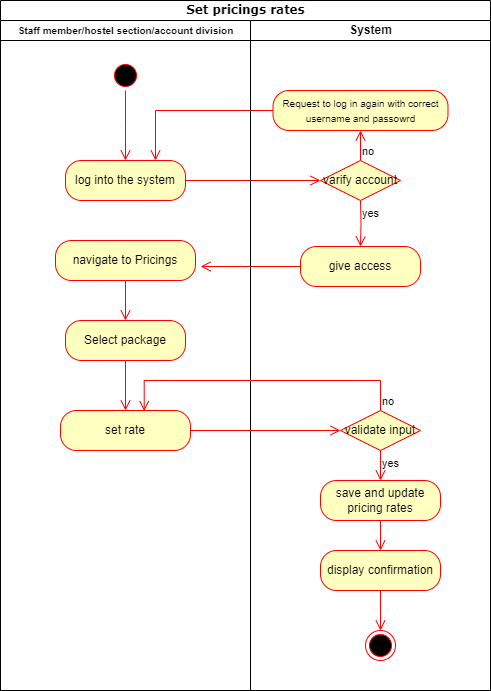 Set pricings rates
Staff member/hostel section/account division
System
Request to log in again with correct
username and passowrd
no
log into the system
varify account
yes
navigate to Pricings
give access
Select package
no
set rate
validate input
yes
save and update
pricing rates
display confirmation